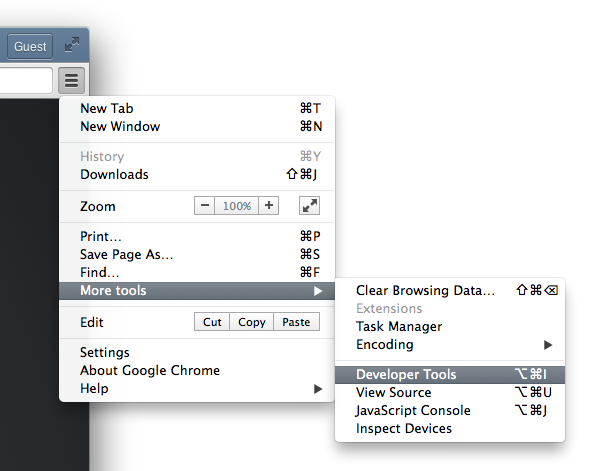 Guest
New Tab ⌘T
New Window ⌘N
History ⌘Y
Downloads ⇧⌘J
Zoom − 100% +
Print... ⌘P
Save Page As... ⌘S
Find... ⌘F
More tools ▶
Edit Cut Copy Paste
Settings
About Google Chrome
Help ▶
Clear Browsing Data... ⇧⌘⌫
Extensions
Task Manager
Encoding ▶
Developer Tools ⌥⌘I
View Source ⌥⌘U
JavaScript Console ⌥⌘J
Inspect Devices